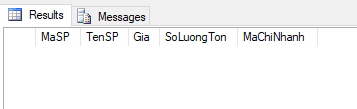 Results Messages
MaSP TenSP Gia SoLuongTon MaChiNhanh